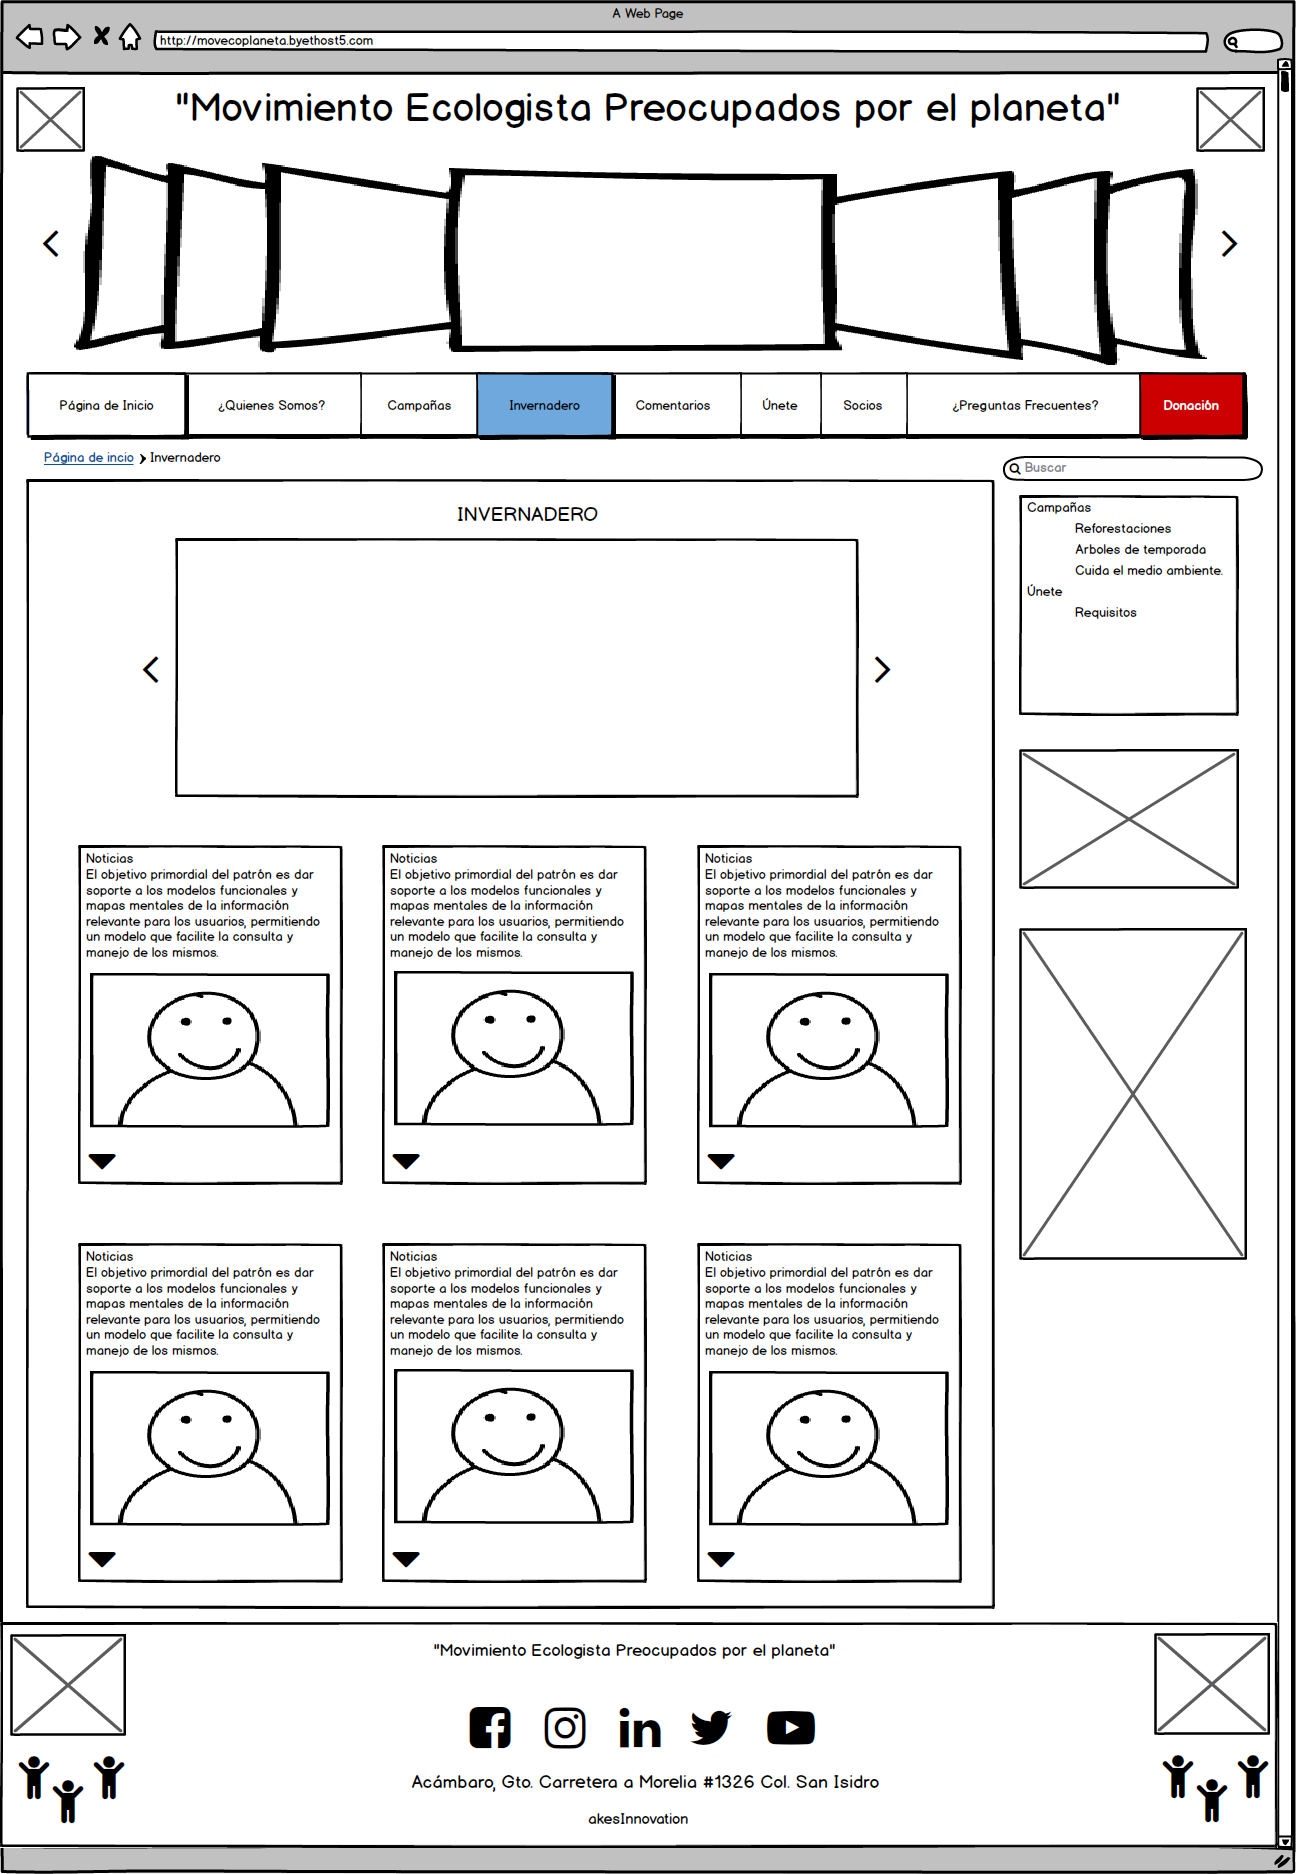 A Web Page
http://movecoplaneta.byethost5.com
"Movimiento Ecologista Preocupados por el planeta"
Página de Inicio
¿Quienes Somos?
Campañas
Invernadero
Comentarios
Únete
Socios
¿Preguntas Frecuentes?
Donación
Página de incio
Invernadero
Buscar
INVERNADERO
Campañas
Reforestaciones
Arboles de temporada
Cuida el medio ambiente.
Únete
Requisitos
Noticias
El objetivo primordial del patrón es dar
soporte a los modelos funcionales y
mapas mentales de la información
relevante para los usuarios, permitiendo
un modelo que facilite la consulta y
manejo de los mismos.
Noticias
El objetivo primordial del patrón es dar
soporte a los modelos funcionales y
mapas mentales de la información
relevante para los usuarios, permitiendo
un modelo que facilite la consulta y
manejo de los mismos.
Noticias
El objetivo primordial del patrón es dar
soporte a los modelos funcionales y
mapas mentales de la información
relevante para los usuarios, permitiendo
un modelo que facilite la consulta y
manejo de los mismos.
Noticias
El objetivo primordial del patrón es dar
soporte a los modelos funcionales y
mapas mentales de la información
relevante para los usuarios, permitiendo
un modelo que facilite la consulta y
manejo de los mismos.
Noticias
El objetivo primordial del patrón es dar
soporte a los modelos funcionales y
mapas mentales de la información
relevante para los usuarios, permitiendo
un modelo que facilite la consulta y
manejo de los mismos.
Noticias
El objetivo primordial del patrón es dar
soporte a los modelos funcionales y
mapas mentales de la información
relevante para los usuarios, permitiendo
un modelo que facilite la consulta y
manejo de los mismos.
"Movimiento Ecologista Preocupados por el planeta"
in
Acámbaro, Gto. Carretera a Morelia #1326 Col. San Isidro
akesInnovation